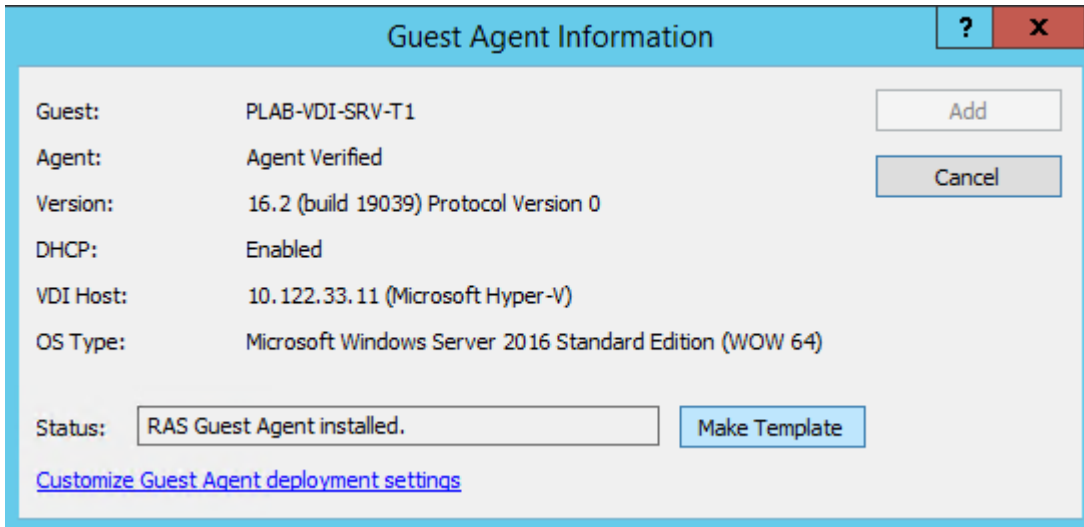 Guest Agent Information
?
x
Guest: PLAB-VDI-SRV-T1
Add
Agent: Agent Verified
Cancel
Version: 16.2 (build 19039) Protocol Version 0
DHCP: Enabled
VDI Host: 10.122.33.11 (Microsoft Hyper-V)
OS Type: Microsoft Windows Server 2016 Standard Edition (WOW 64)
Status: RAS Guest Agent installed. Make Template
Customize Guest Agent deployment settings